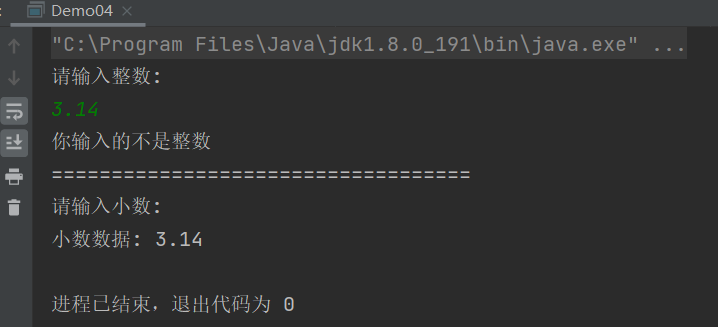 Demo04
"C:\Program Files\Java\jdk1.8.0_191\bin\java.exe" ...
请输入整数:
3.14
你输入的不是整数
===================================
请输入小数:
小数数据: 3.14
进程已结束，退出代码为 0